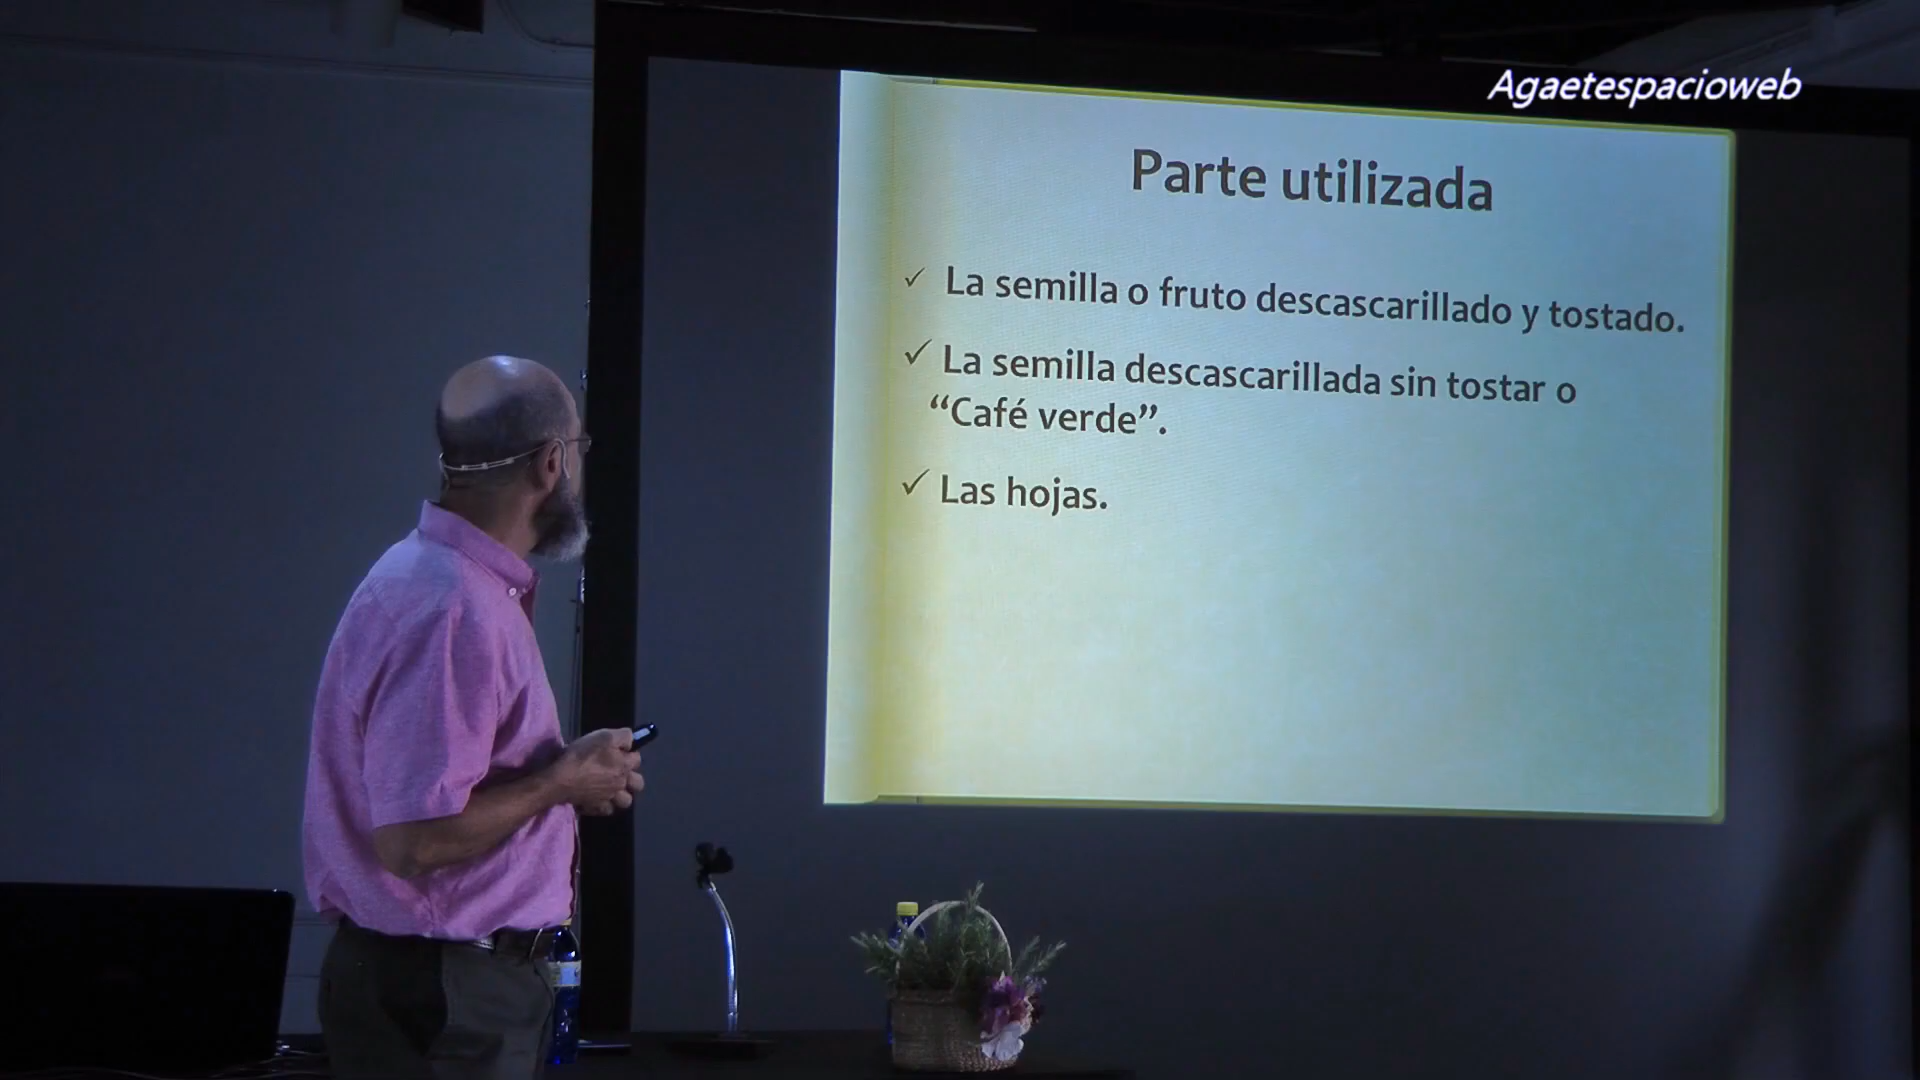 Agaetespacioweb
Parte utilizada
✓ La semilla o fruto descascarillado y tostado.
✓ La semilla descascarillada sin tostar o
“Café verde”.
✓ Las hojas.